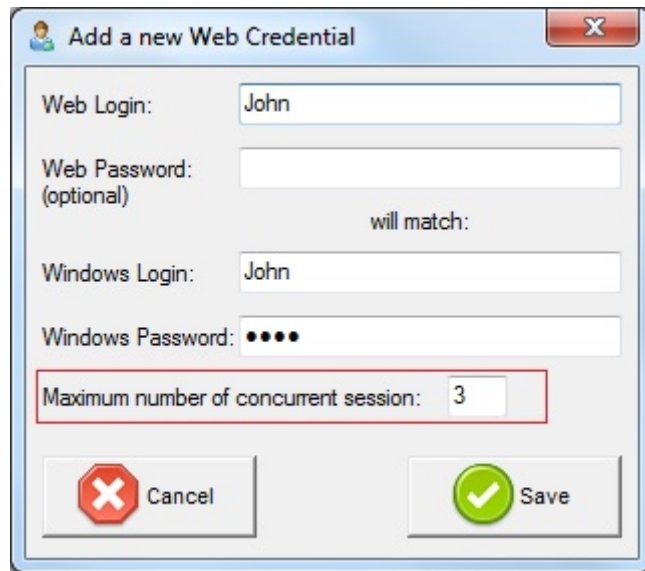 Add a new Web Credential
Web Login: John
Web Password:
(optional)
will match:
Windows Login: John
Windows Password: ●●●●
Maximum number of concurrent session: 3
Cancel Save